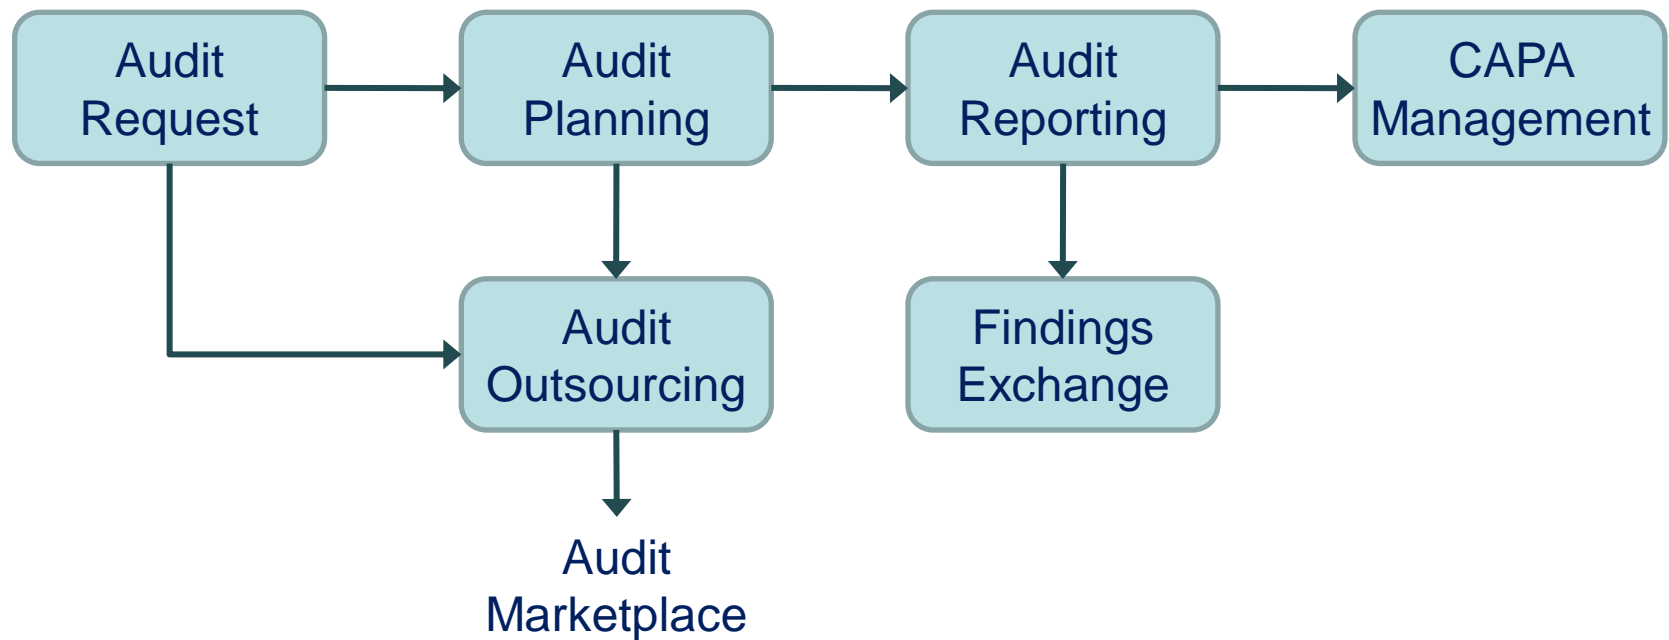 Audit
Request
Audit
Planning
Audit
Reporting
CAPA
Management
Audit
Outsourcing
Findings
Exchange
Audit
Marketplace